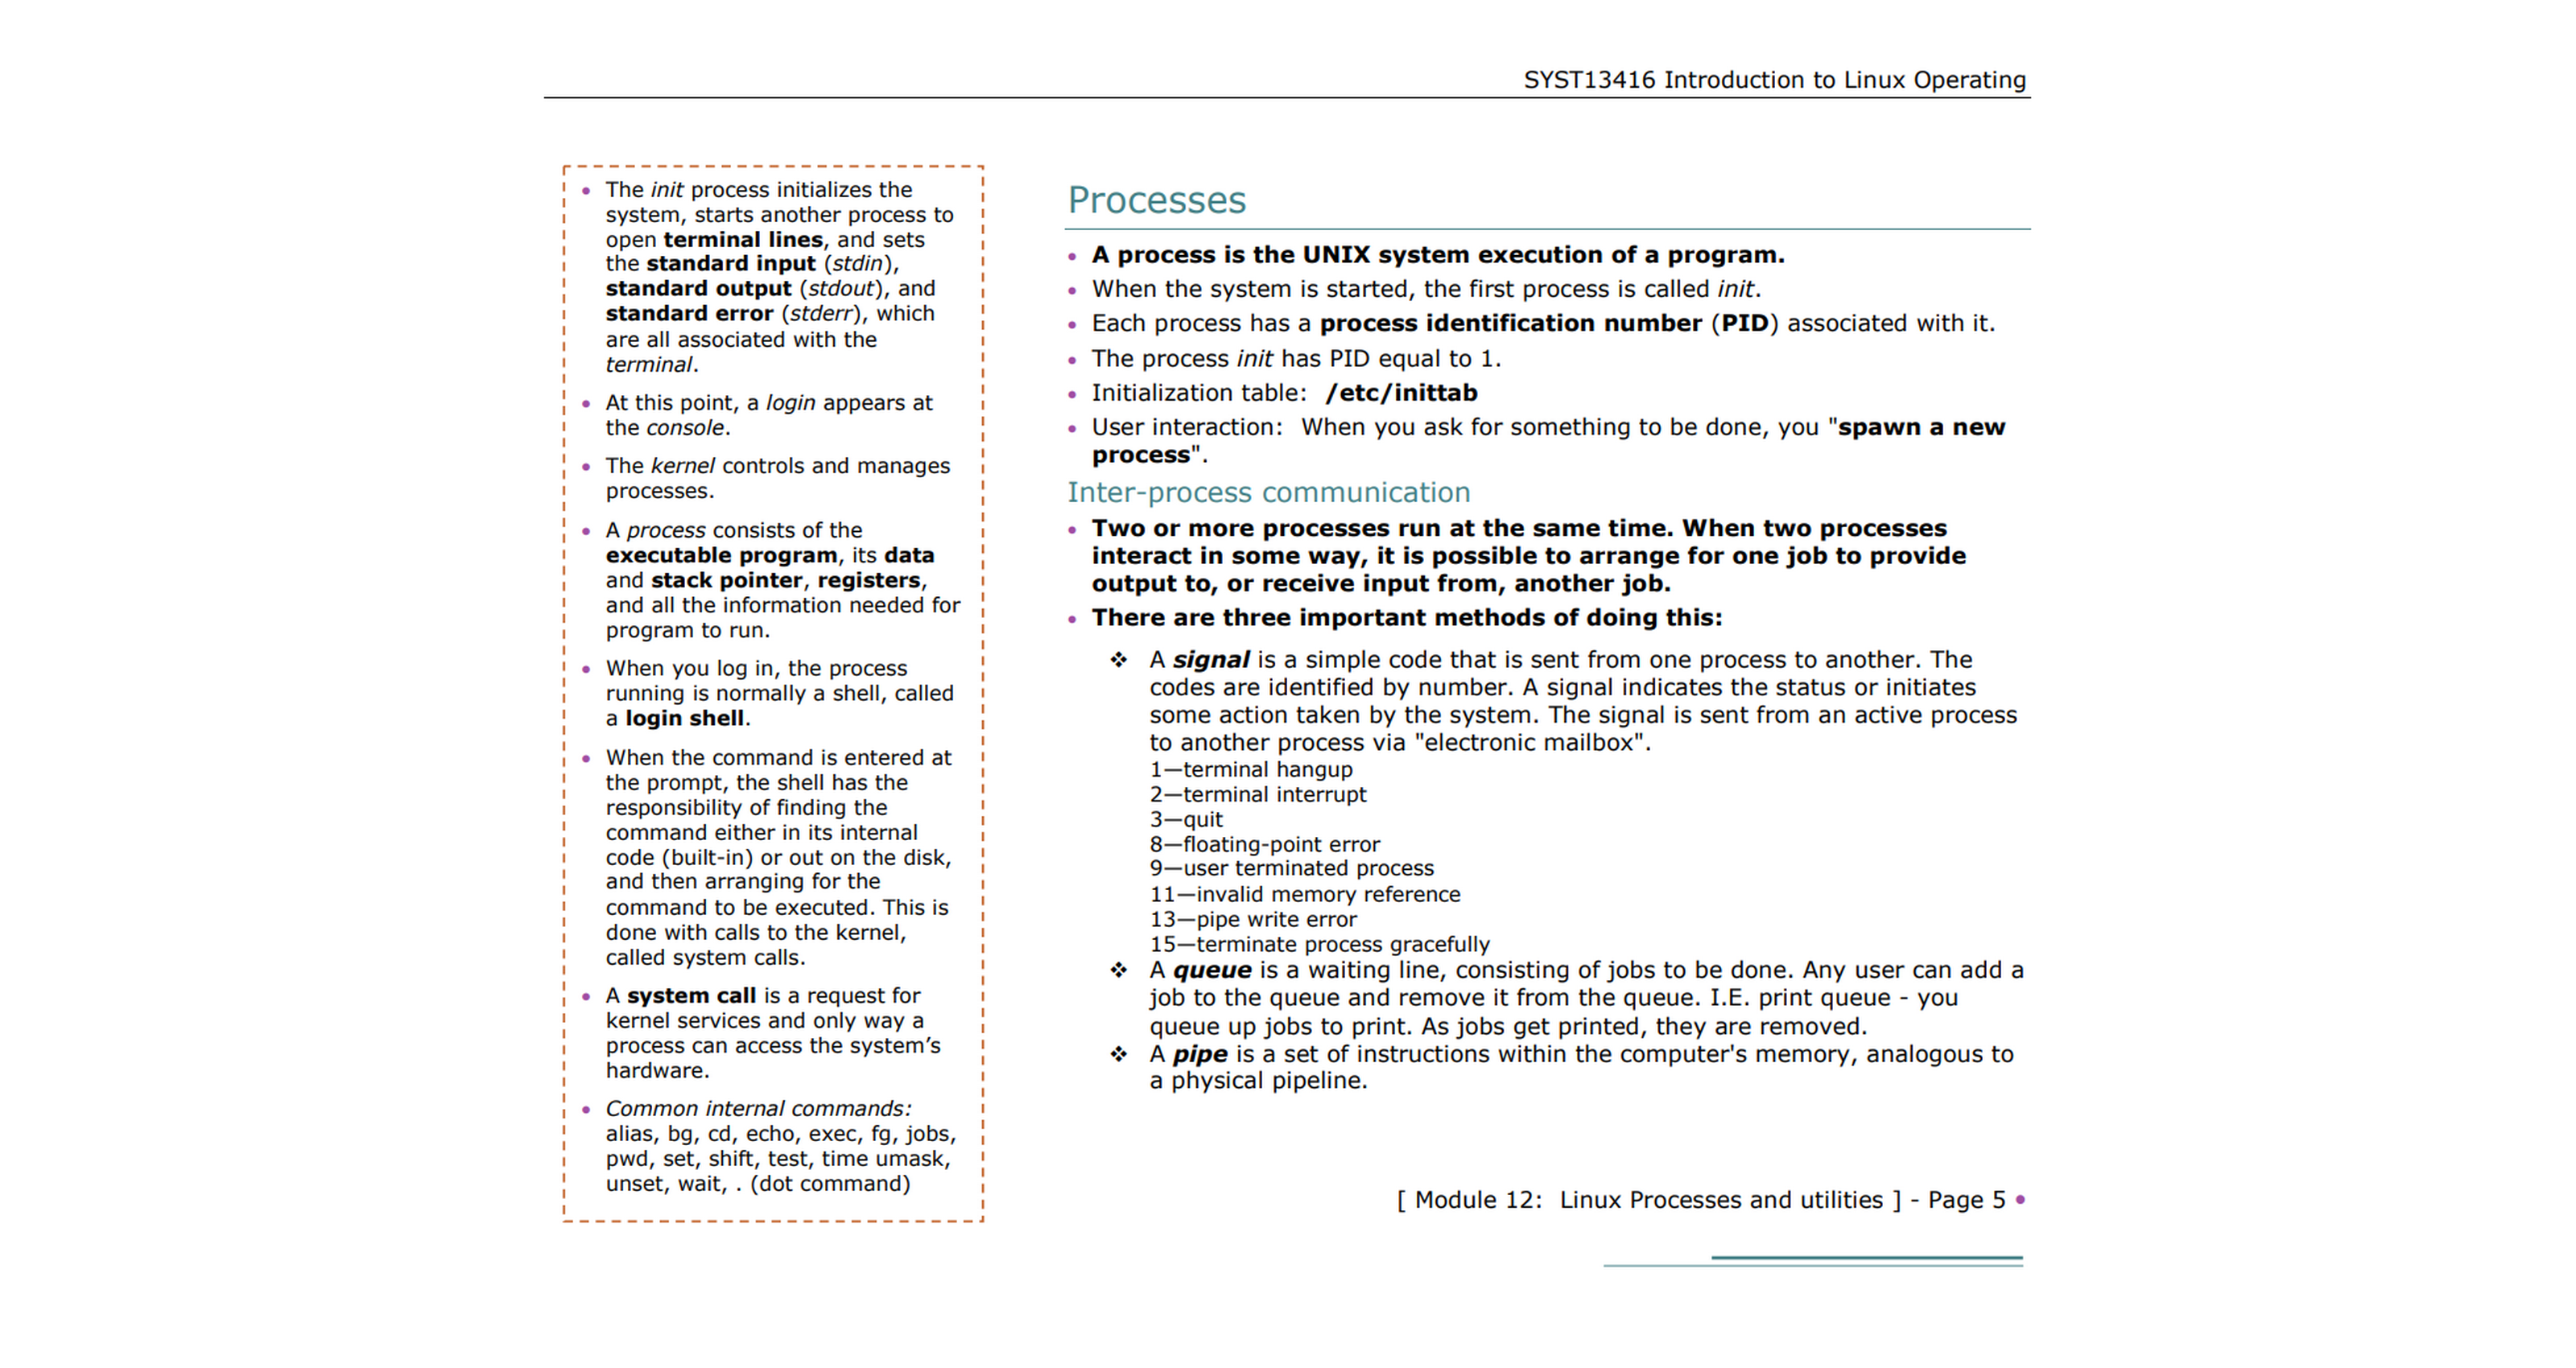 SYST13416 Introduction to Linux Operating
• The init process initializes the
system, starts another process to
open terminal lines, and sets
the standard input (stdin),
standard output (stdout), and
standard error (stderr), which
are all associated with the
terminal.
• At this point, a login appears at
the console.
• The kernel controls and manages
processes.
• A process consists of the
executable program, its data
and stack pointer, registers,
and all the information needed for
program to run.
• When you log in, the process
running is normally a shell, called
a login shell.
• When the command is entered at
the prompt, the shell has the
responsibility of finding the
command either in its internal
code (built-in) or out on the disk,
and then arranging for the
command to be executed. This is
done with calls to the kernel,
called system calls.
• A system call is a request for
kernel services and only way a
process can access the system’s
hardware.
• Common internal commands:
alias, bg, cd, echo, exec, fg, jobs,
pwd, set, shift, test, time umask,
unset, wait, . (dot command)
Processes
• A process is the UNIX system execution of a program.
• When the system is started, the first process is called init.
• Each process has a process identification number (PID) associated with it.
• The process init has PID equal to 1.
• Initialization table: /etc/inittab
• User interaction: When you ask for something to be done, you "spawn a new
process".
Inter-process communication
• Two or more processes run at the same time. When two processes
interact in some way, it is possible to arrange for one job to provide
output to, or receive input from, another job.
• There are three important methods of doing this:
❖ A signal is a simple code that is sent from one process to another. The
codes are identified by number. A signal indicates the status or initiates
some action taken by the system. The signal is sent from an active process
to another process via "electronic mailbox".
1—terminal hangup
2—terminal interrupt
3—quit
8—floating-point error
9—user terminated process
11—invalid memory reference
13—pipe write error
15—terminate process gracefully
❖ A queue is a waiting line, consisting of jobs to be done. Any user can add a
job to the queue and remove it from the queue. I.E. print queue - you
queue up jobs to print. As jobs get printed, they are removed.
❖ A pipe is a set of instructions within the computer's memory, analogous to
a physical pipeline.
[ Module 12: Linux Processes and utilities ] - Page 5 •